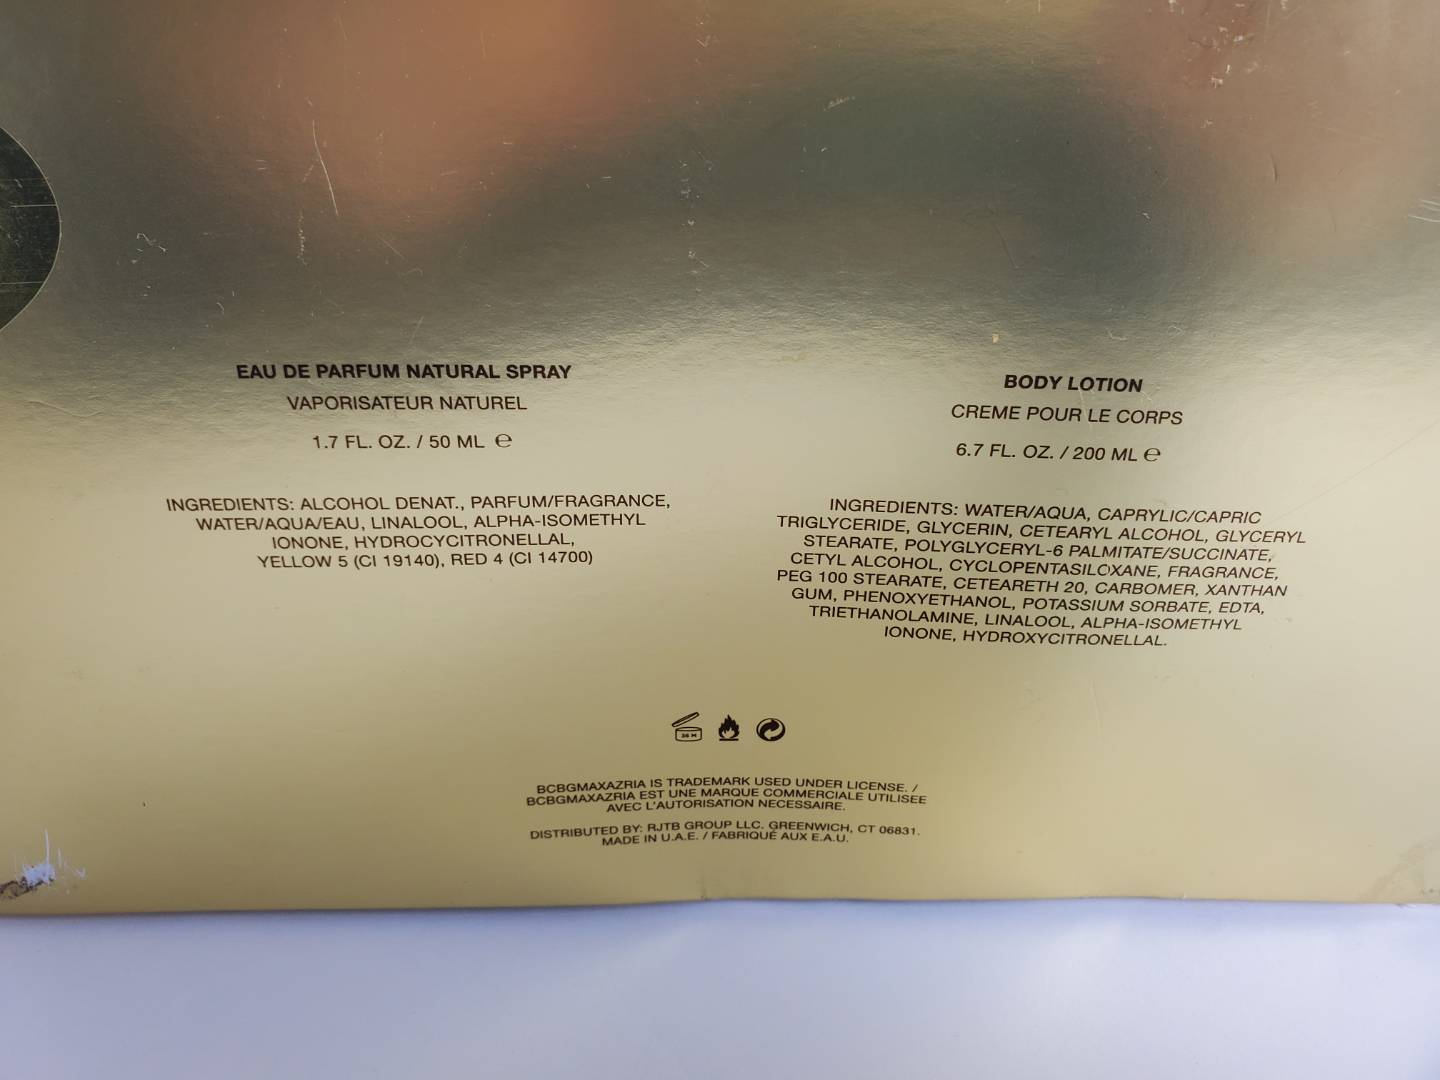 EAU DE PARFUM NATURAL SPRAY
VAPORISATEUR NATUREL
1.7 FL. OZ. / 50 ML ℮
INGREDIENTS: ALCOHOL DENAT., PARFUM/FRAGRANCE,
WATER/AQUA/EAU, LINALOOL, ALPHA-ISOMETHYL
IONONE, HYDROCYCITRONELLAL,
YELLOW 5 (CI 19140), RED 4 (CI 14700)
BODY LOTION
CREME POUR LE CORPS
6.7 FL. OZ. / 200 ML ℮
INGREDIENTS: WATER/AQUA, CAPRYLIC/CAPRIC
TRIGLYCERIDE, GLYCERIN, CETEARYL ALCOHOL, GLYCERYL
STEARATE, POLYGLYCERYL-6 PALMITATE/SUCCINATE,
CETYL ALCOHOL, CYCLOPENTASILOXANE, FRAGRANCE,
PEG 100 STEARATE, CETEARETH 20, CARBOMER, XANTHAN
GUM, PHENOXYETHANOL, POTASSIUM SORBATE, EDTA,
TRIETHANOLAMINE, LINALOOL, ALPHA-ISOMETHYL
IONONE, HYDROXYCITRONELLAL.
36 M
BCBGMAXAZRIA IS TRADEMARK USED UNDER LICENSE. /
BCBGMAXAZRIA EST UNE MARQUE COMMERCIALE UTILISEE
AVEC L'AUTORISATION NECESSAIRE.
DISTRIBUTED BY: RJTB GROUP LLC. GREENWICH, CT 06831.
MADE IN U.A.E. / FABRIQUÉ AUX E.A.U.